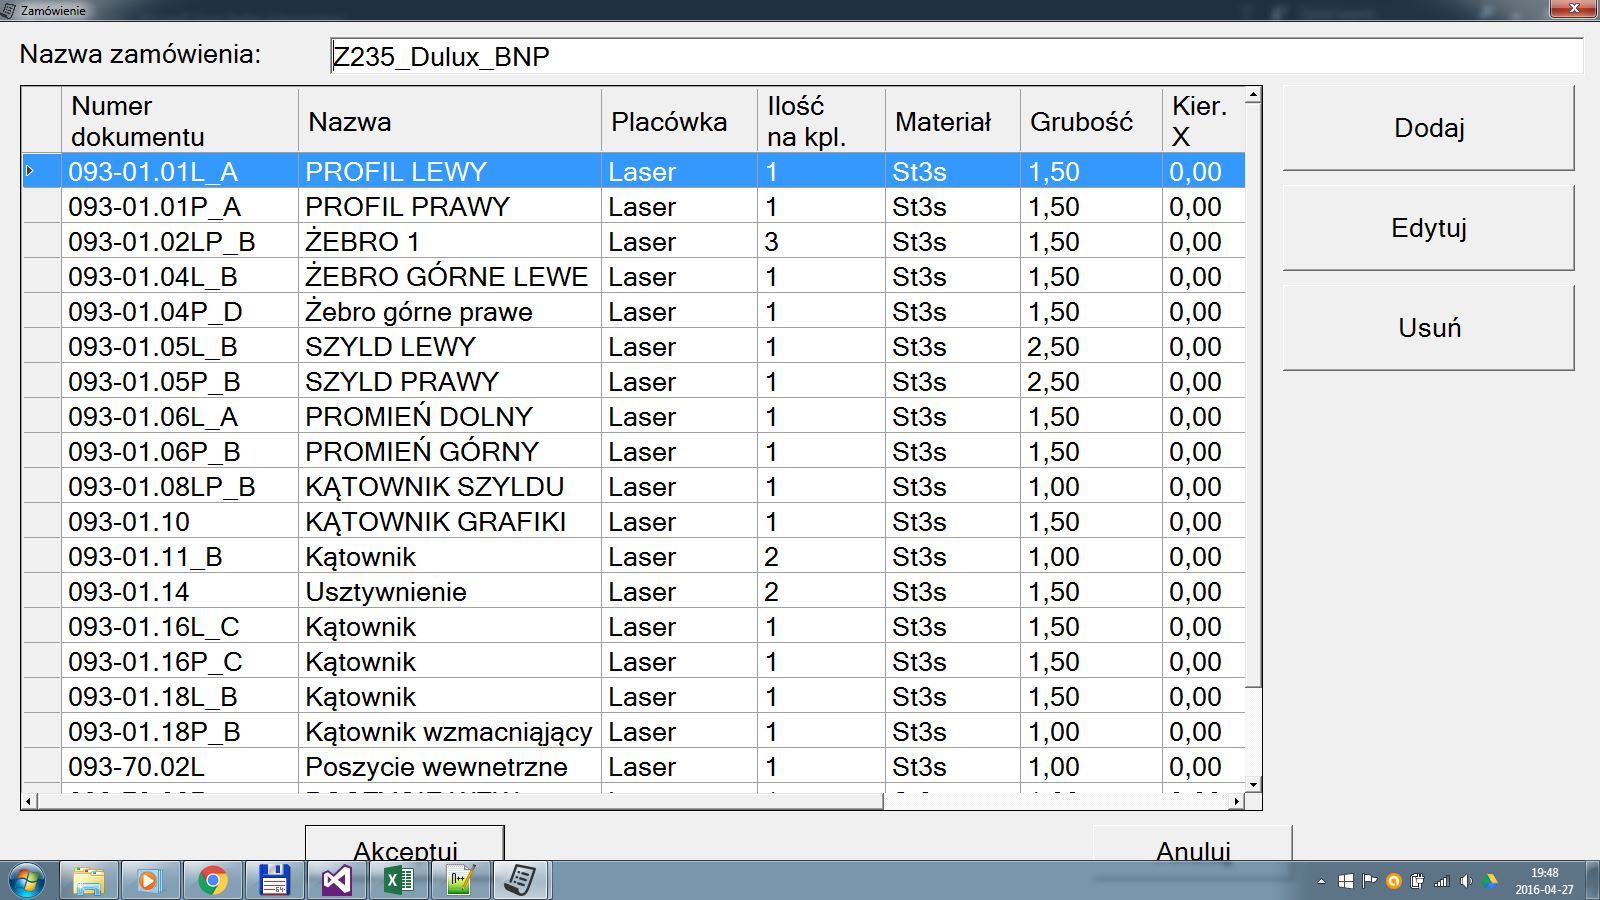 Zamówienie
Nazwa zamówienia: Z235_Dulux_BNP
Numer dokumentu Nazwa Placówka Ilość na kpl. Materiał Grubość Kier. X
093-01.01L_A PROFIL LEWY Laser 1 St3s 1,50 0,00
093-01.01P_A PROFIL PRAWY Laser 1 St3s 1,50 0,00
093-01.02LP_B ŻEBRO 1 Laser 3 St3s 1,50 0,00
093-01.04L_B ŻEBRO GÓRNE LEWE Laser 1 St3s 1,50 0,00
093-01.04P_D Żebro górne prawe Laser 1 St3s 1,50 0,00
093-01.05L_B SZYLD LEWY Laser 1 St3s 2,50 0,00
093-01.05P_B SZYLD PRAWY Laser 1 St3s 2,50 0,00
093-01.06L_A PROMIEŃ DOLNY Laser 1 St3s 1,50 0,00
093-01.06P_B PROMIEŃ GÓRNY Laser 1 St3s 1,50 0,00
093-01.08LP_B KĄTOWNIK SZYLDU Laser 1 St3s 1,00 0,00
093-01.10 KĄTOWNIK GRAFIKI Laser 1 St3s 1,50 0,00
093-01.11_B Kątownik Laser 2 St3s 1,00 0,00
093-01.14 Usztywnienie Laser 2 St3s 1,50 0,00
093-01.16L_C Kątownik Laser 1 St3s 1,50 0,00
093-01.16P_C Kątownik Laser 1 St3s 1,50 0,00
093-01.18L_B Kątownik Laser 1 St3s 1,50 0,00
093-01.18P_B Kątownik wzmacniąjący Laser 1 St3s 1,00 0,00
093-70.02L Poszycie wewnetrzne Laser 1 St3s 1,00 0,00
Dodaj
Edytuj
Usuń
Akceptuj
Anuluj
19:48
2016-04-27